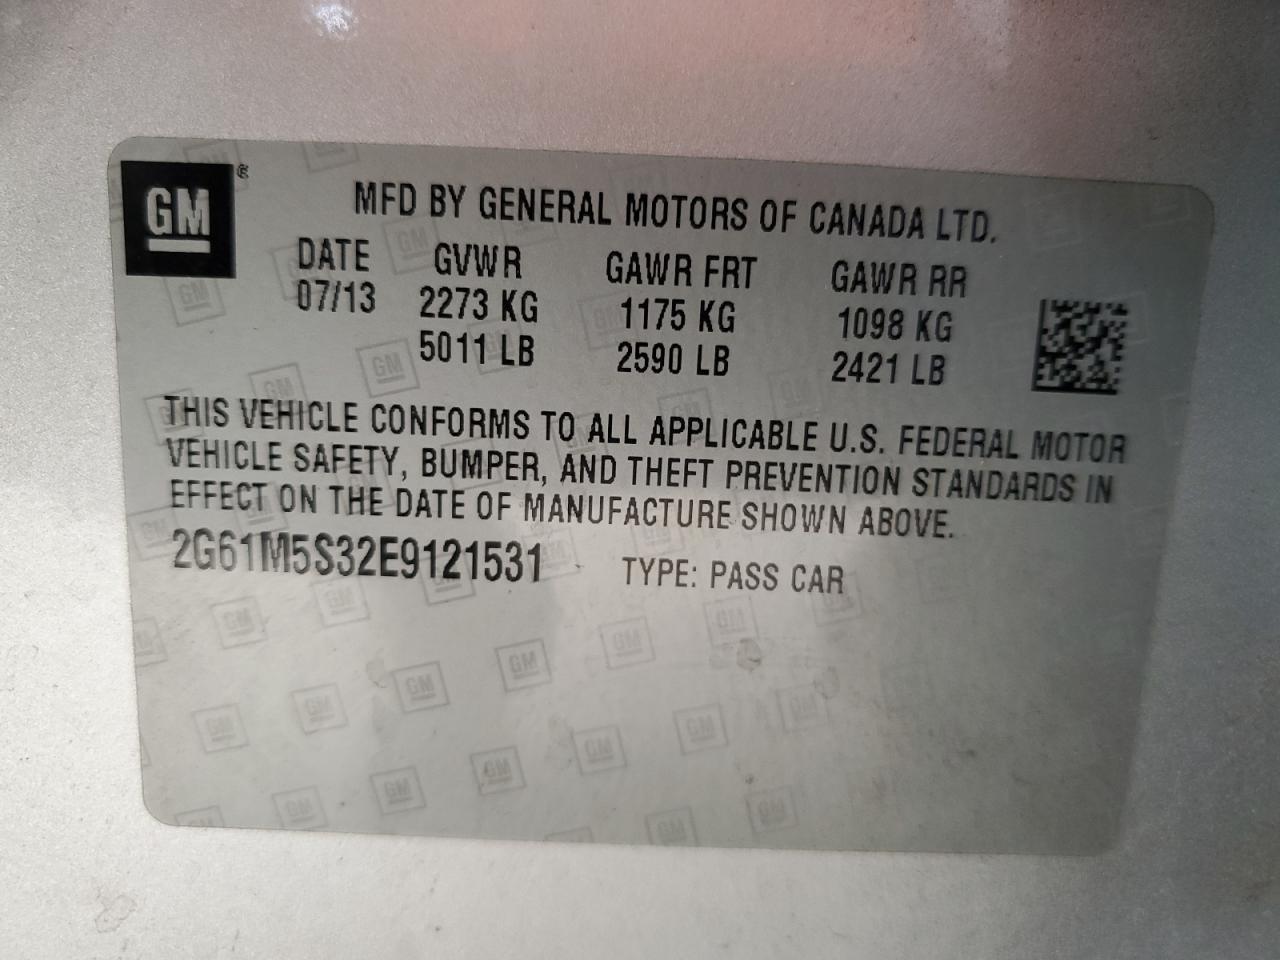 GM ®
MFD BY GENERAL MOTORS OF CANADA LTD.
DATE GVWR GAWR FRT GAWR RR
07/13 2273 KG 1175 KG 1098 KG
5011 LB 2590 LB 2421 LB
THIS VEHICLE CONFORMS TO ALL APPLICABLE U.S. FEDERAL MOTOR
VEHICLE SAFETY, BUMPER, AND THEFT PREVENTION STANDARDS IN
EFFECT ON THE DATE OF MANUFACTURE SHOWN ABOVE.
2G61M5S32E9121531 TYPE: PASS CAR